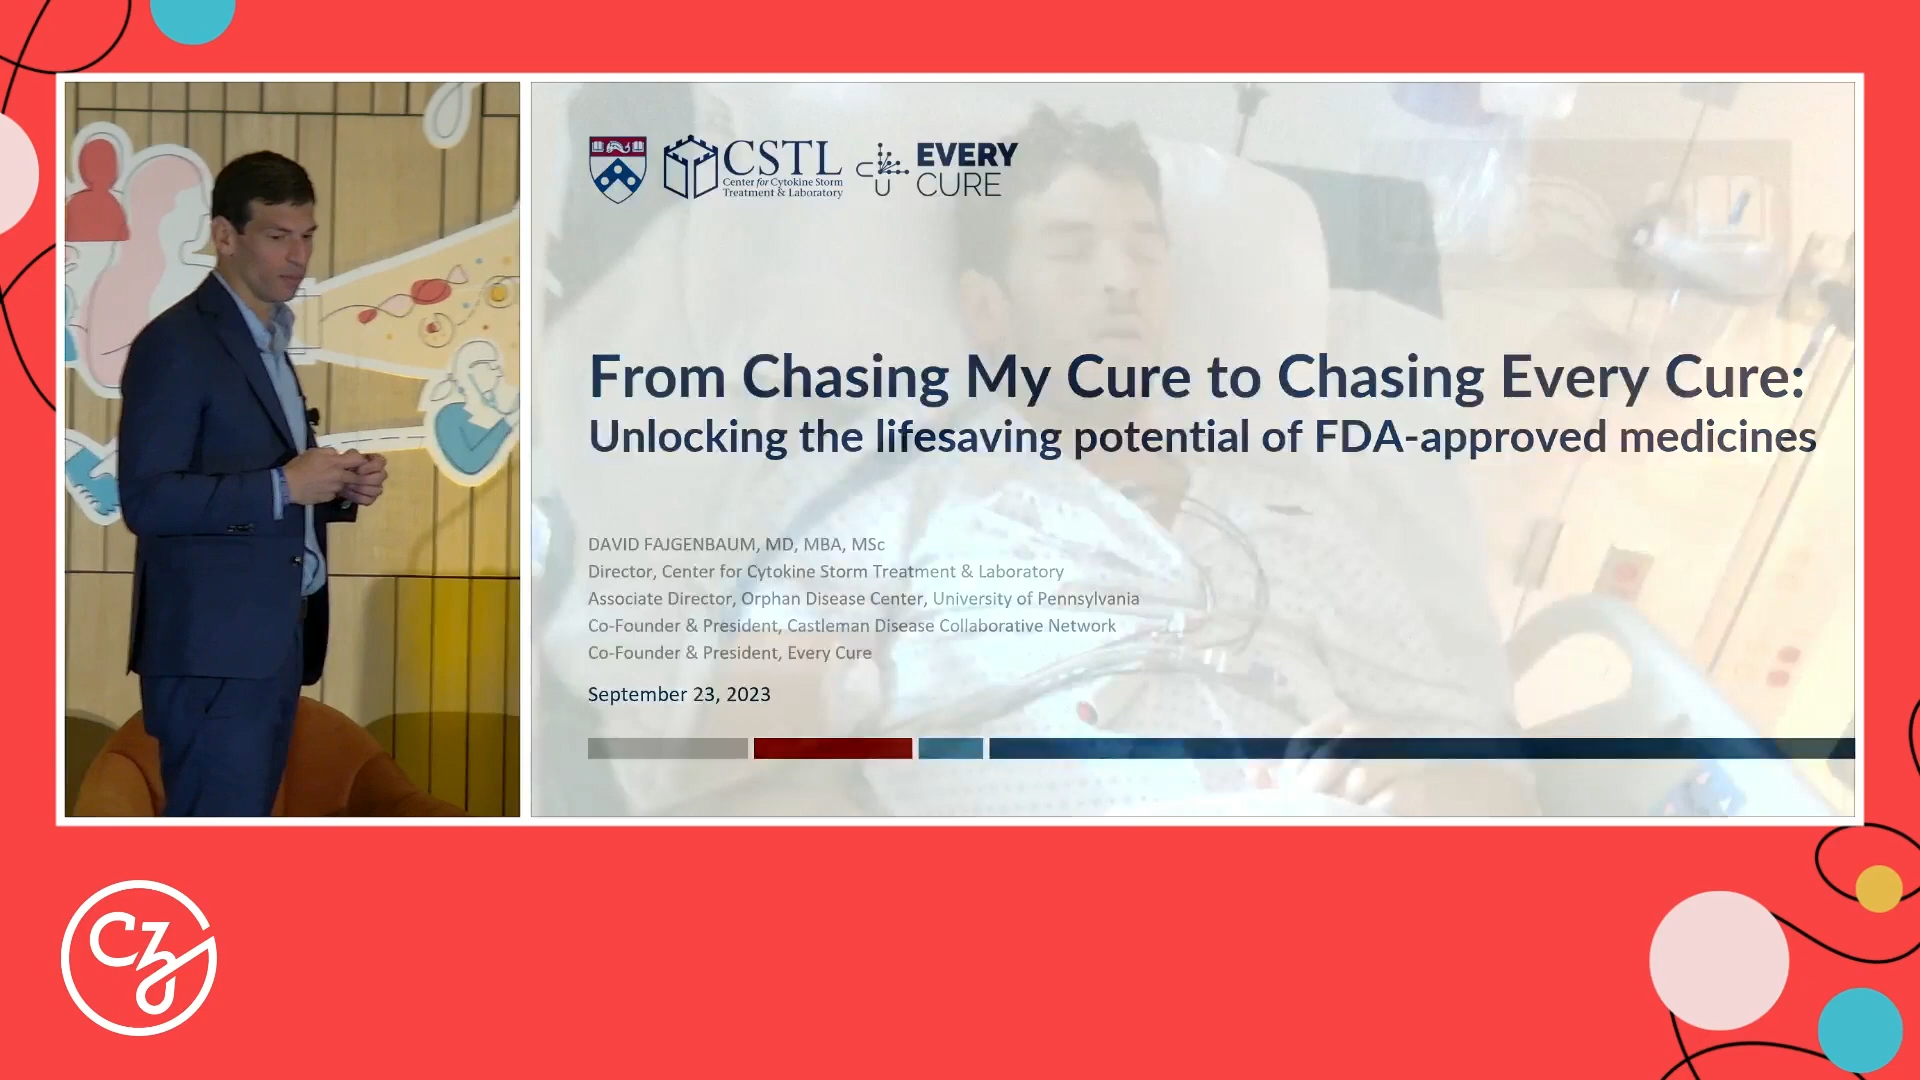 CSTL
Center for Cytokine Storm
Treatment & Laboratory
EVERY
CURE
From Chasing My Cure to Chasing Every Cure:
Unlocking the lifesaving potential of FDA-approved medicines
DAVID FAJGENBAUM, MD, MBA, MSc
Director, Center for Cytokine Storm Treatment & Laboratory
Associate Director, Orphan Disease Center, University of Pennsylvania
Co-Founder & President, Castleman Disease Collaborative Network
Co-Founder & President, Every Cure
September 23, 2023
CZI